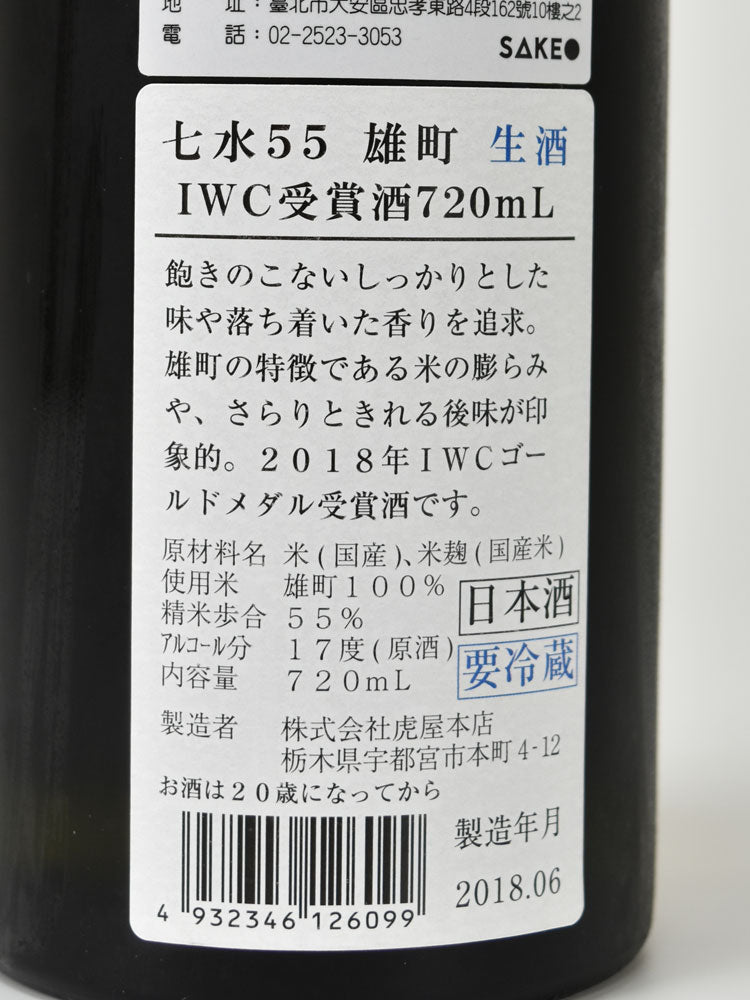 址：臺北市大安區忠孝東路4段162號10樓之2
電 話：02-2523-3053
SAKEO
七水55 雄町 生酒
IWC受賞酒720mL
飽きのこないしっかりとした
味や落ち着いた香りを追求。
雄町の特徴である米の膨らみ
や、さらりときれる後味が印
象的。2018年IWCゴー
ルドメダル受賞酒です。
原材料名 米(国産)、米麹(国産米)
使用米 雄町100%
精米歩合 55%
日本酒
アルコール分 17度(原酒)
要冷蔵
内容量 720mL
製造者 株式会社虎屋本店
栃木県宇都宮市本町4-12
お酒は20歳になってから
製造年月
2018.06
4 932346 126099